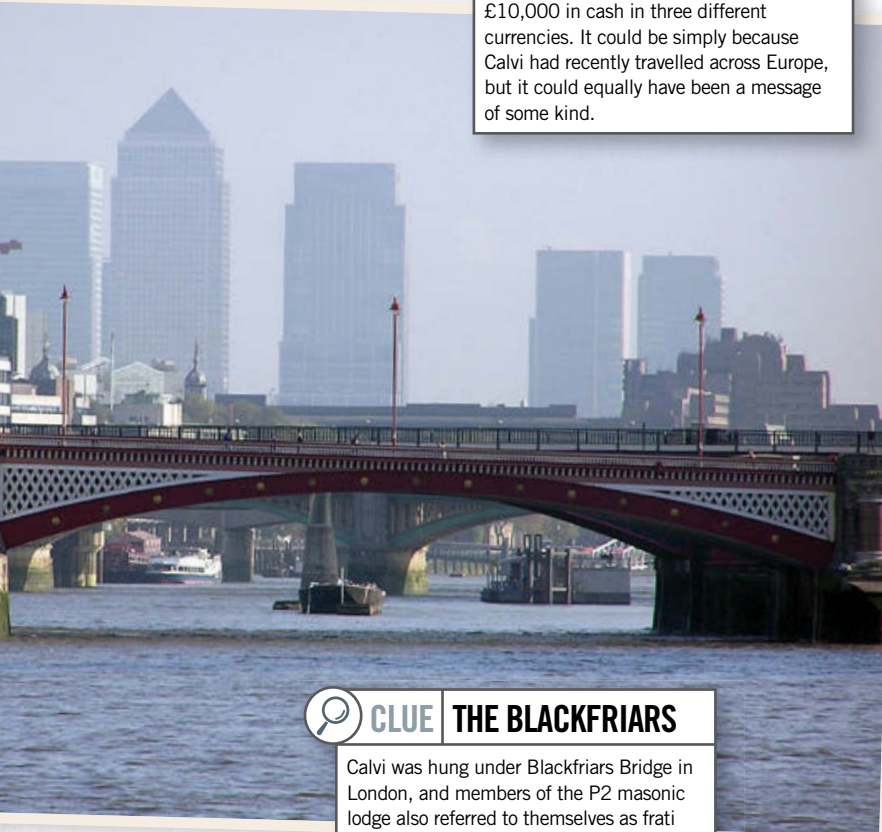 £10,000 in cash in three different
currencies. It could be simply because
Calvi had recently travelled across Europe,
but it could equally have been a message
of some kind.
CLUE THE BLACKFRIARS
Calvi was hung under Blackfriars Bridge in
London, and members of the P2 masonic
lodge also referred to themselves as frati